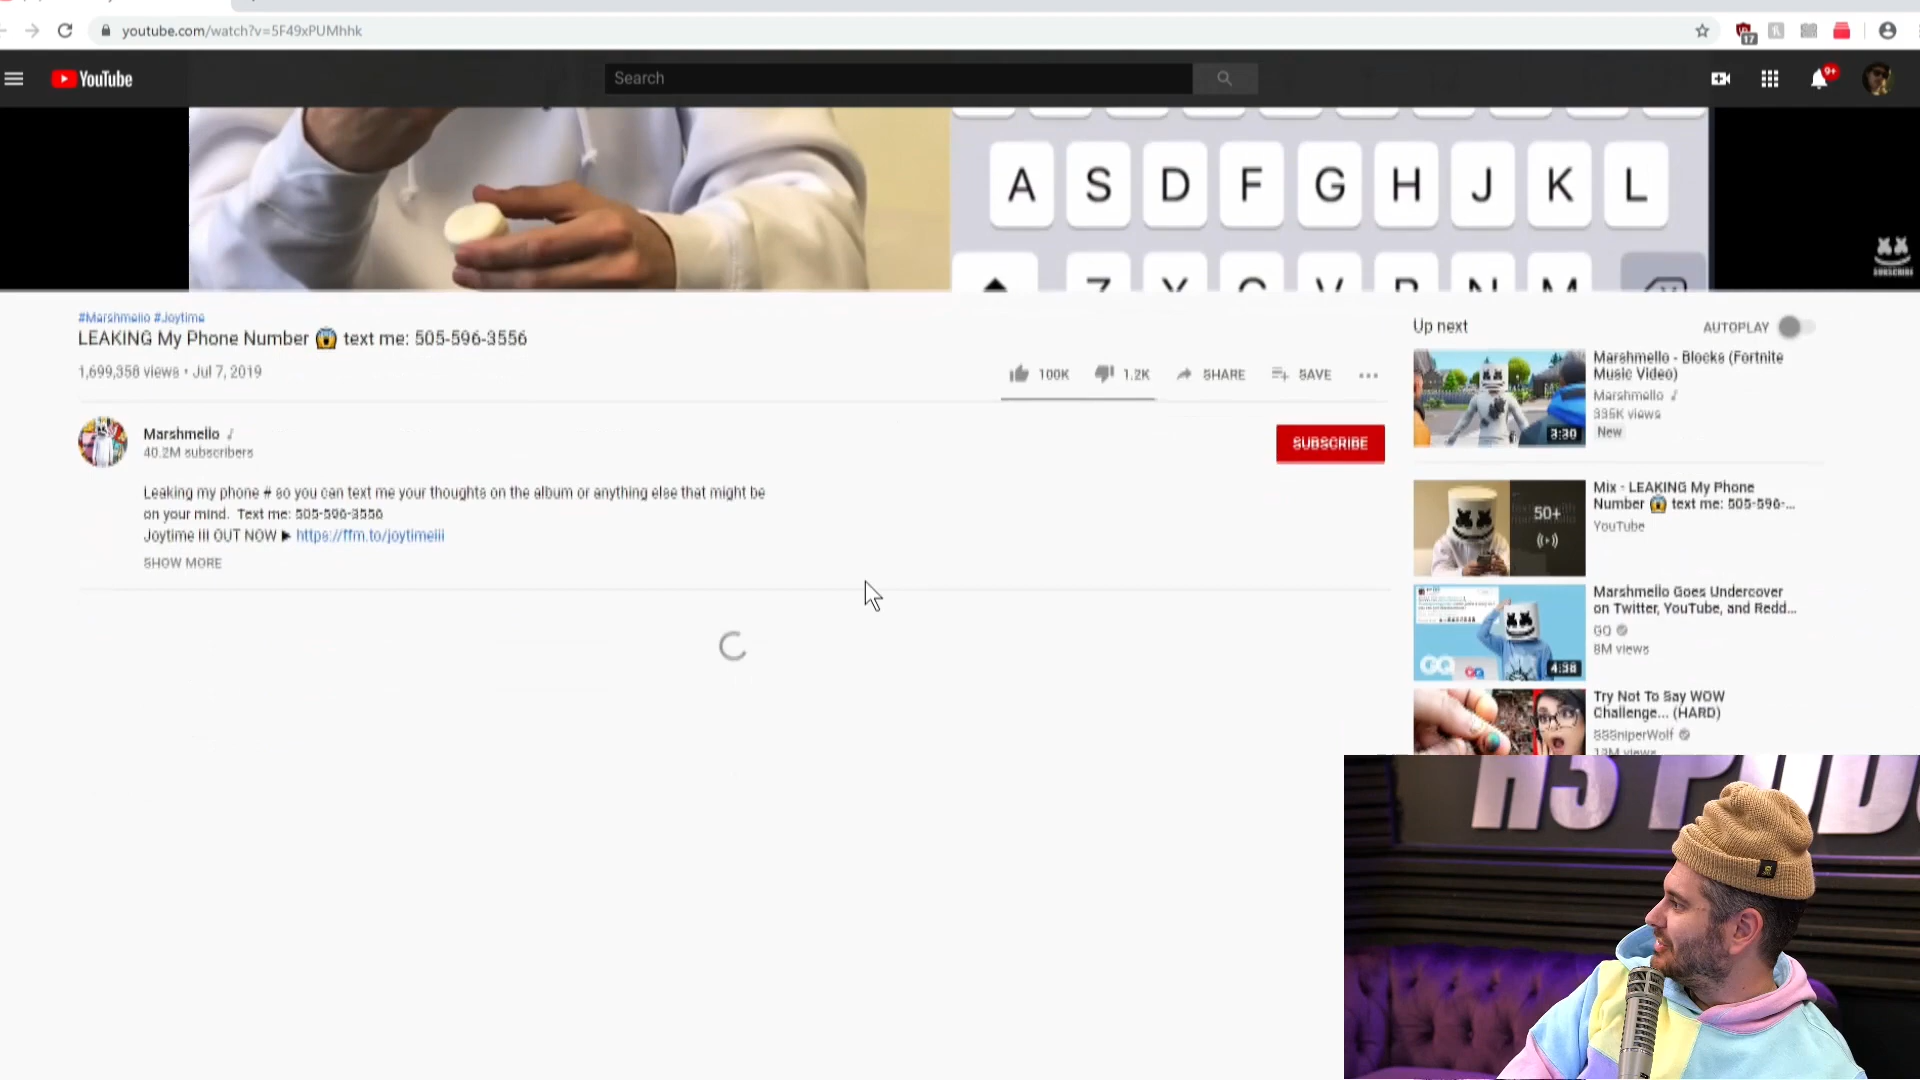 youtube.com/watch?v=5F49xPUMhhk
17
YouTube
Search
9+
A S D F G H J K L
Z X C V B N M
SUBSCRIBE
#Marshmello #Joytime
LEAKING My Phone Number 😱 text me: 505-596-3556
1,699,358 views • Jul 7, 2019
100K
1.2K
SHARE
SAVE
Marshmello
40.2M subscribers
SUBSCRIBE
Leaking my phone # so you can text me your thoughts on the album or anything else that might be
on your mind. Text me: 505-596-3556
Joytime III OUT NOW ▶ https://ffm.to/joytimeiii
SHOW MORE
Up next
AUTOPLAY
Marshmello - Blocks (Fortnite
Music Video)
Marshmello
335K views
New
3:30
Mix - LEAKING My Phone
Number 😱 text me: 505-596-...
YouTube
50+
Marshmello Goes Undercover
on Twitter, YouTube, and Redd...
GQ
8M views
GQ
4:38
Try Not To Say WOW
Challenge... (HARD)
SSSniperWolf
13M views
H3 POD